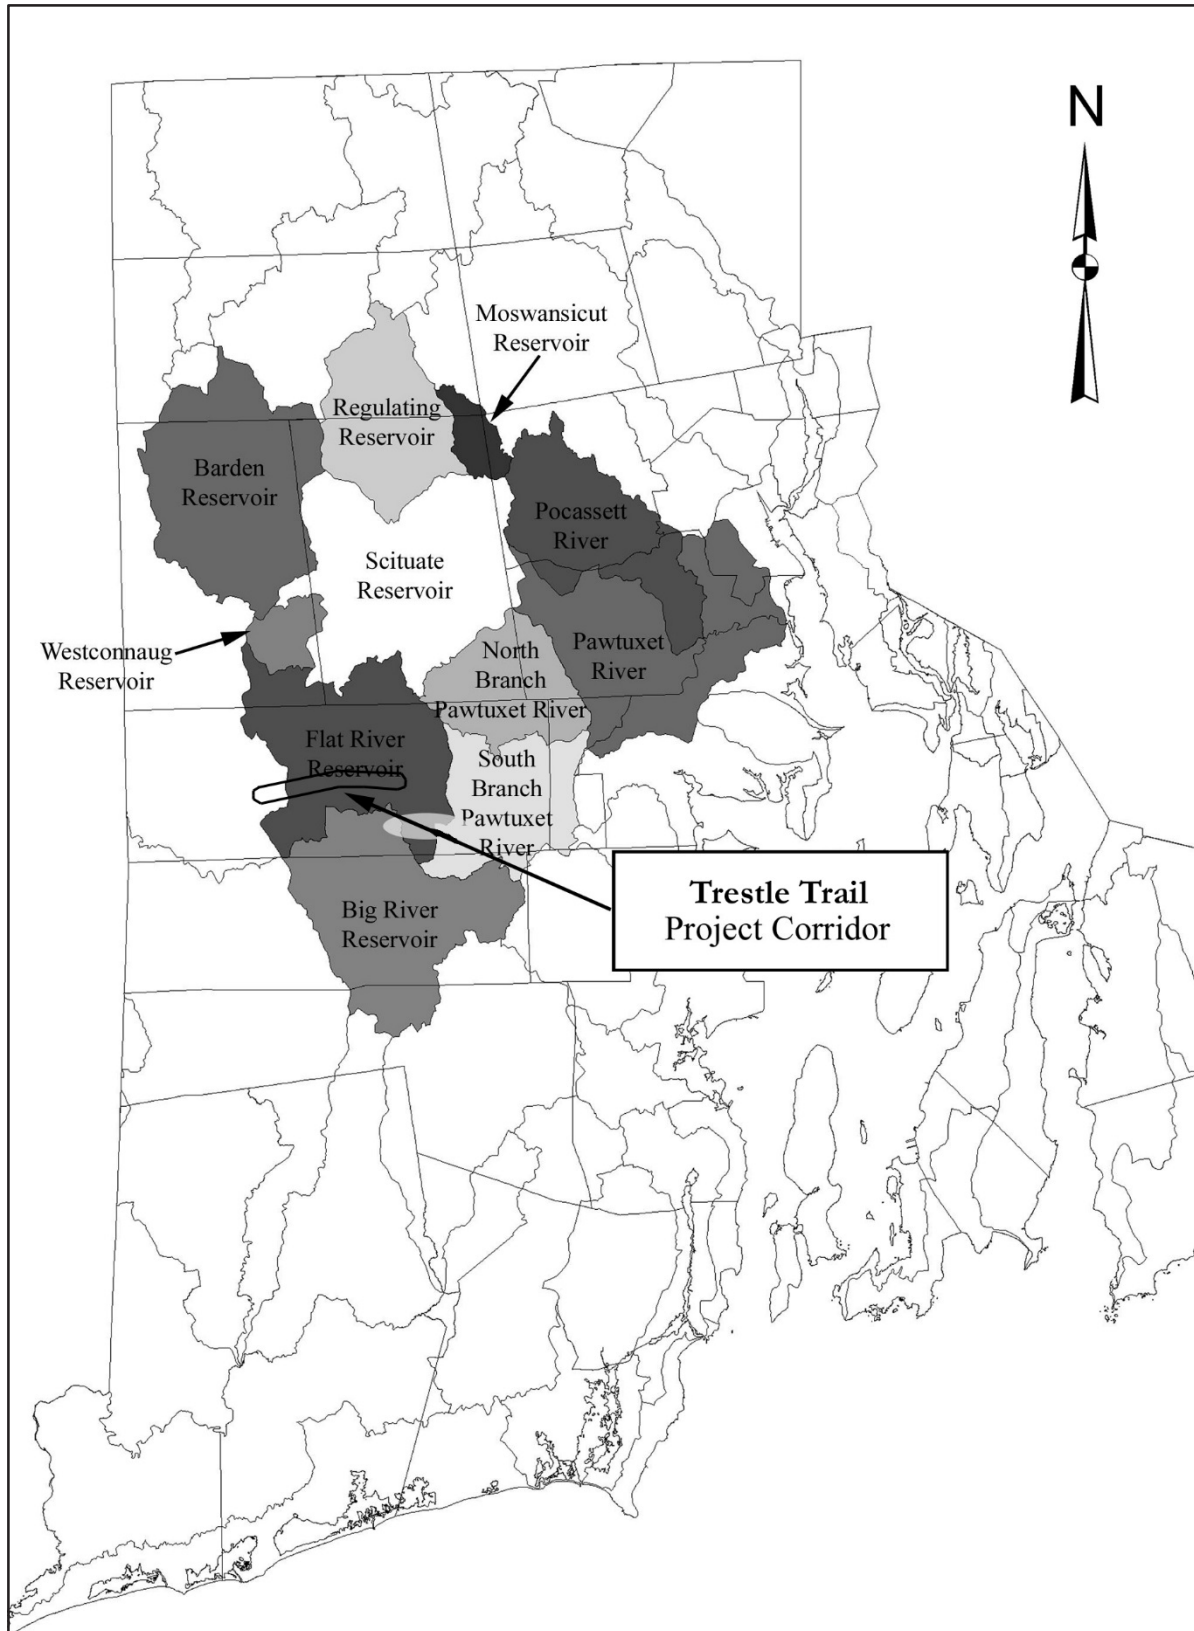 N
Moswansicut
Reservoir
Regulating
Reservoir
Barden
Reservoir
Pocassett
River
Scituate
Reservoir
Westconnaug
Reservoir
North
Branch
Pawtuxet River
Pawtuxet
River
Flat River
Reservoir
South
Branch
Pawtuxet
River
Trestle Trail
Project Corridor
Big River
Reservoir